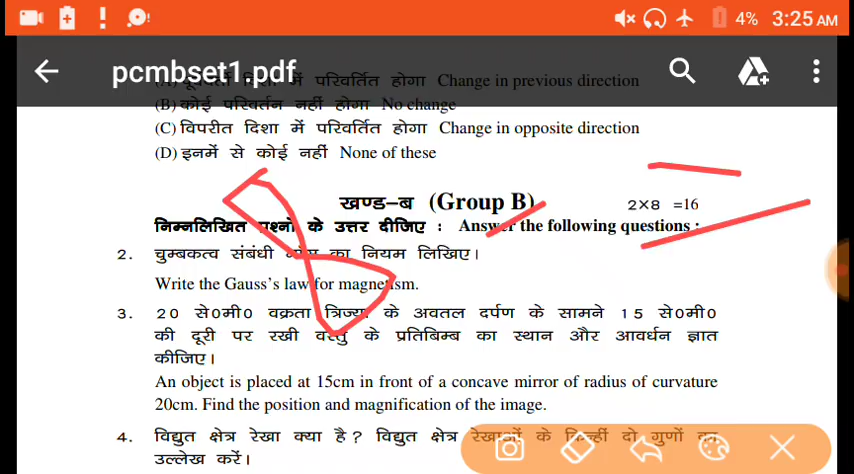 4% 3:25 AM
pcmbset1.pdf
(A) दिशा में परिवर्तित होगा Change in previous direction
(B) कोई परिवर्तन नहीं होगा No change
(C) विपरीत दिशा में परिवर्तित होगा Change in opposite direction
(D) इनमें से कोई नहीं None of these
खण्ड-ब (Group B) 2×8 =16
निम्नलिखित प्रश्नों के उत्तर दीजिए : Answer the following questions :
2. चुम्बकत्व संबंधी गॉस का नियम लिखिए।
Write the Gauss's law for magnetism.
3. 20 से०मी० वक्रता त्रिज्या के अवतल दर्पण के सामने 15 से०मी०
की दूरी पर रखी वस्तु के प्रतिबिम्ब का स्थान और आवर्धन ज्ञात
कीजिए।
An object is placed at 15cm in front of a concave mirror of radius of curvature
20cm. Find the position and magnification of the image.
4. विद्युत क्षेत्र रेखा क्या है? विद्युत क्षेत्र रेखाओं के किन्हीं दो गुणों का
उल्लेख करें।